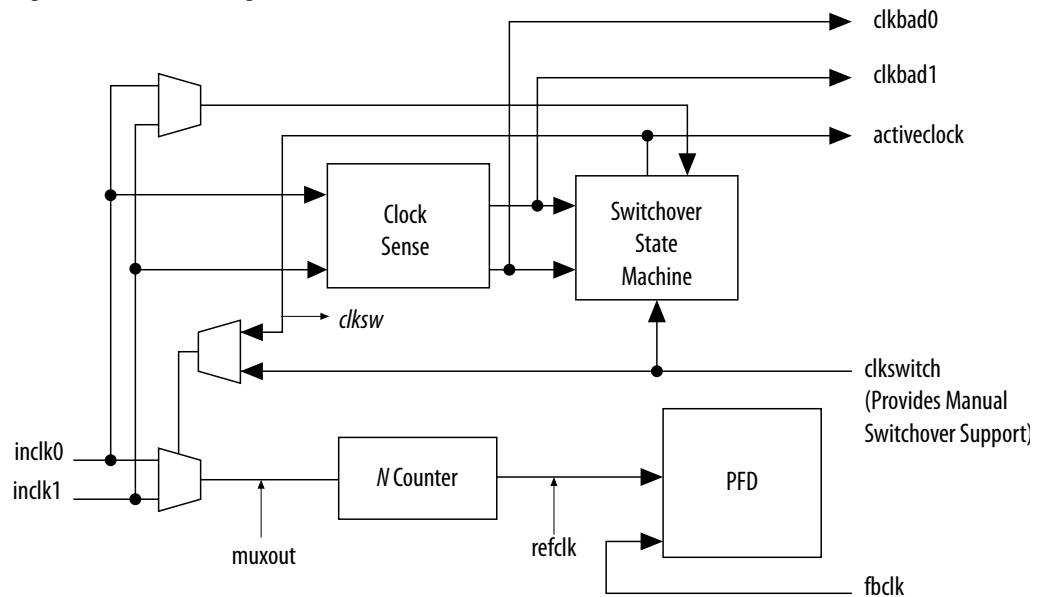 clkbad0
clkbad1
activeclock
Clock
Sense
Switchover
State
Machine
clksw
clkswitch
(Provides Manual
Switchover Support)
inclk0
inclk1
N Counter
PFD
muxout
refclk
fbclk